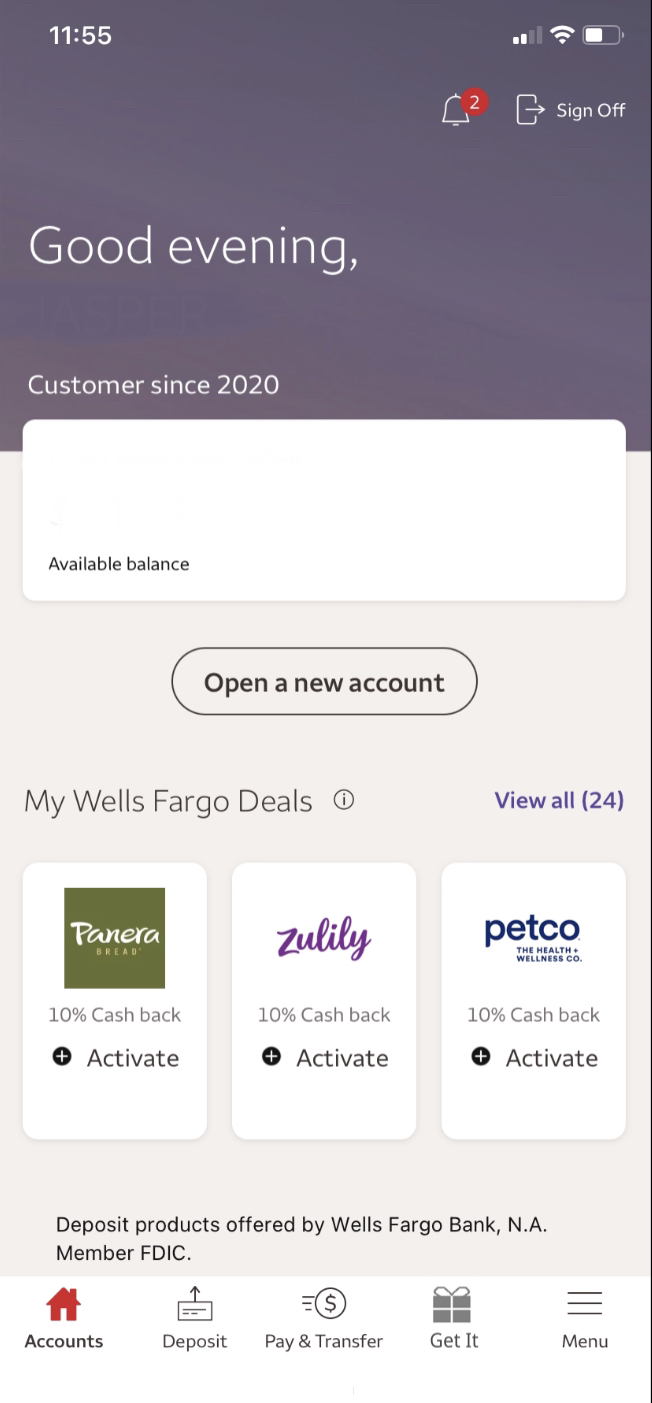 11:55
2
Sign Off
Good evening,
Customer since 2020
Available balance
Open a new account
My Wells Fargo Deals
View all (24)
Panera
BREAD
zulily
petco
THE HEALTH +
WELLNESS CO.
10% Cash back
10% Cash back
10% Cash back
Activate
Activate
Activate
Deposit products offered by Wells Fargo Bank, N.A.
Member FDIC.
Accounts
Deposit
Pay & Transfer
Get It
Menu